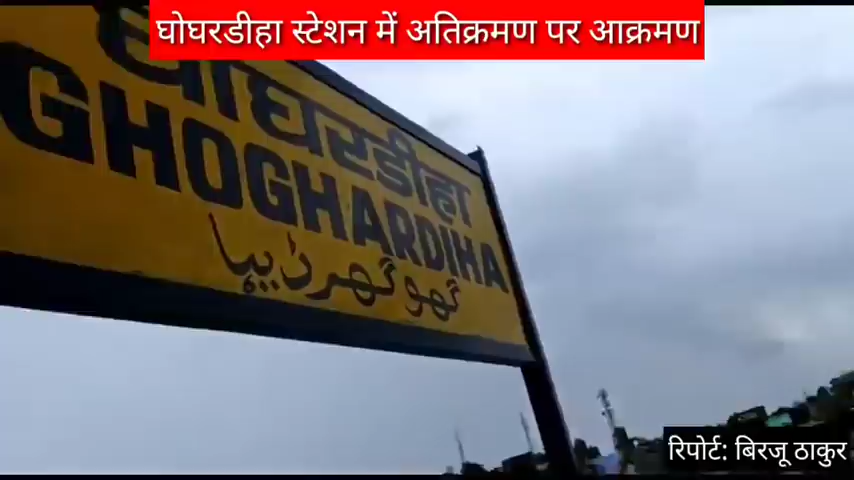 घोघरडीहा स्टेशन में अतिक्रमण पर आक्रमण
घोघरडीहा
GHOGHARDIHA
گھوگھرڈیہا
रिपोर्ट: बिरजू ठाकुर